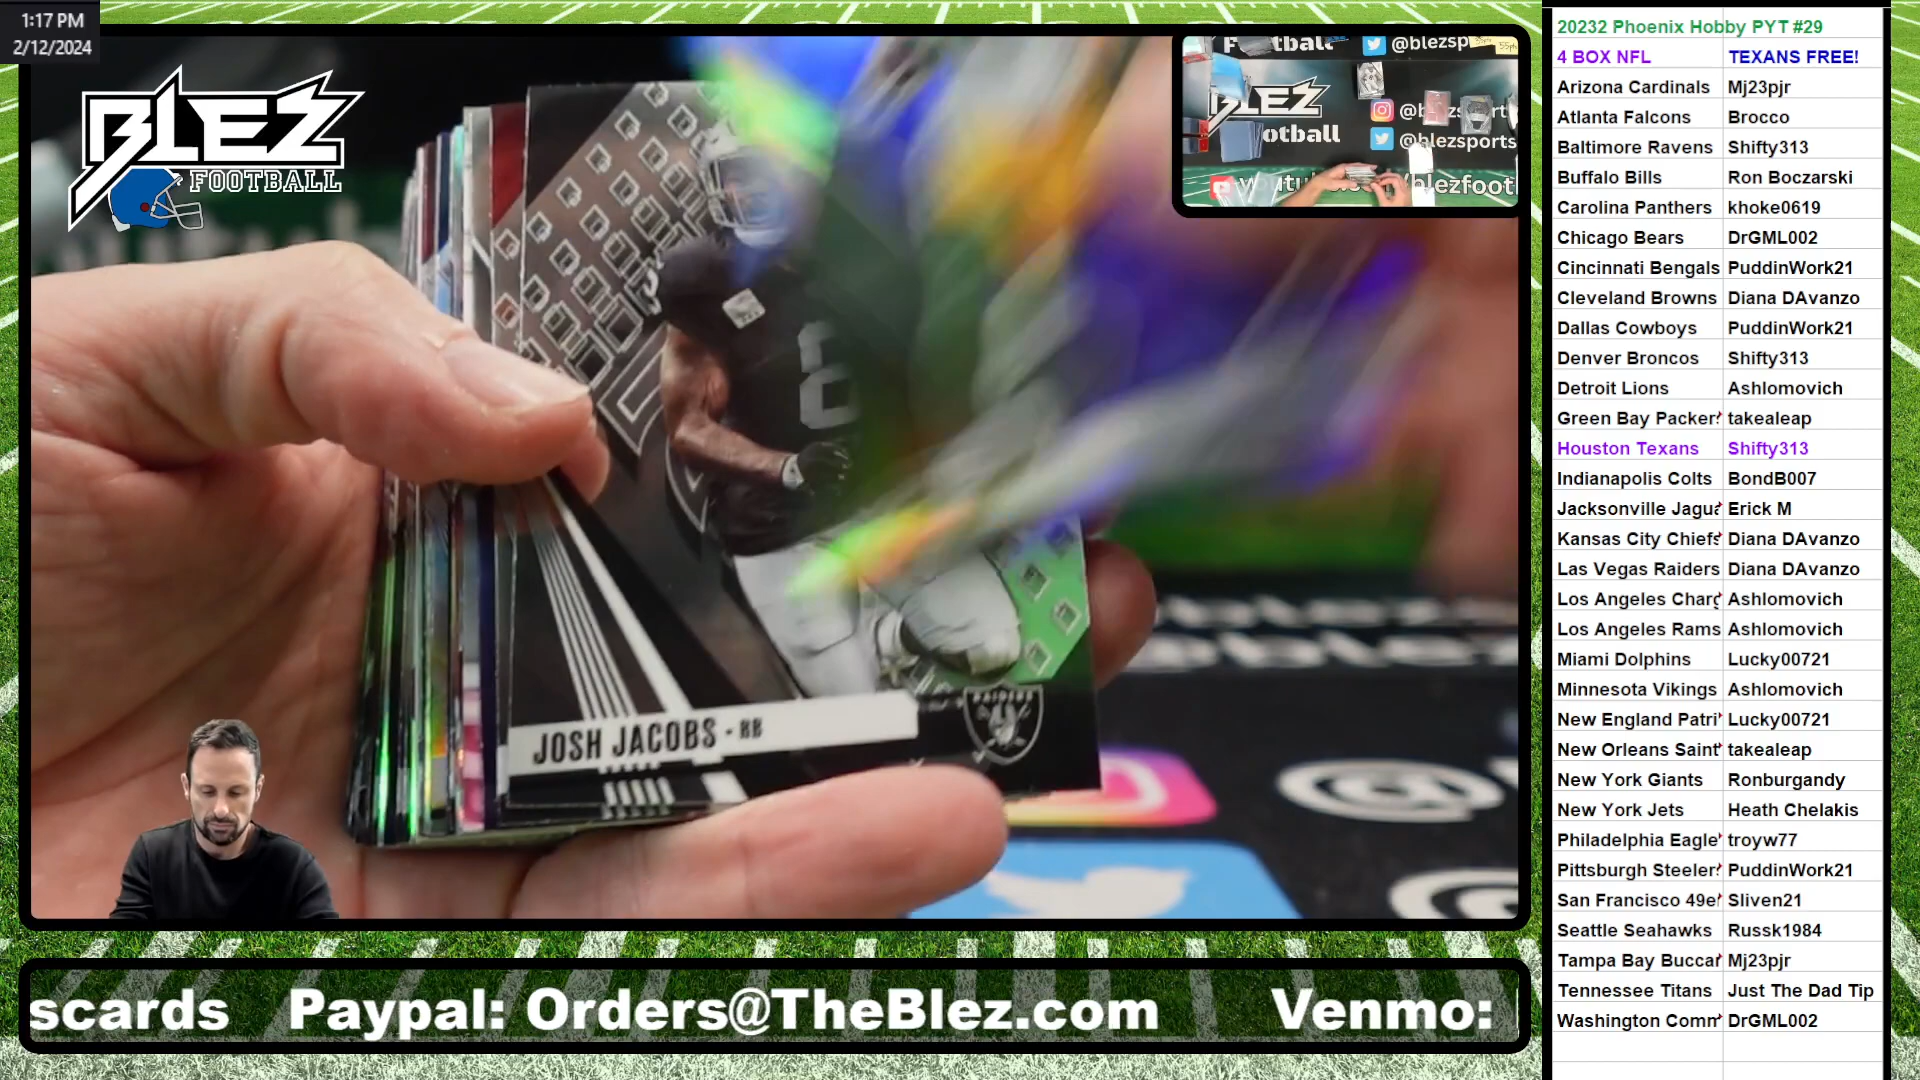 1:17 PM
2/12/2024
BLEZ
FOOTBALL
JOSH JACOBS - RB
RAIDERS
@blezsp
BLEZ
otball
@blezsports
scards Paypal: Orders@TheBlez.com Venmo:
20232 Phoenix Hobby PYT #29
4 BOX NFL TEXANS FREE!
Arizona Cardinals Mj23pjr
Atlanta Falcons Brocco
Baltimore Ravens Shifty313
Buffalo Bills Ron Boczarski
Carolina Panthers khoke0619
Chicago Bears DrGML002
Cincinnati Bengals PuddinWork21
Cleveland Browns Diana DAvanzo
Dallas Cowboys PuddinWork21
Denver Broncos Shifty313
Detroit Lions Ashlomovich
Green Bay Packer takealeap
Houston Texans Shifty313
Indianapolis Colts BondB007
Jacksonville Jagua Erick M
Kansas City Chiefs Diana DAvanzo
Las Vegas Raiders Diana DAvanzo
Los Angeles Charg Ashlomovich
Los Angeles Rams Ashlomovich
Miami Dolphins Lucky00721
Minnesota Vikings Ashlomovich
New England Patri Lucky00721
New Orleans Saint takealeap
New York Giants Ronburgandy
New York Jets Heath Chelakis
Philadelphia Eagle troyw77
Pittsburgh Steeler PuddinWork21
San Francisco 49e Sliven21
Seattle Seahawks Russk1984
Tampa Bay Buccar Mj23pjr
Tennessee Titans Just The Dad Tip
Washington Comm DrGML002